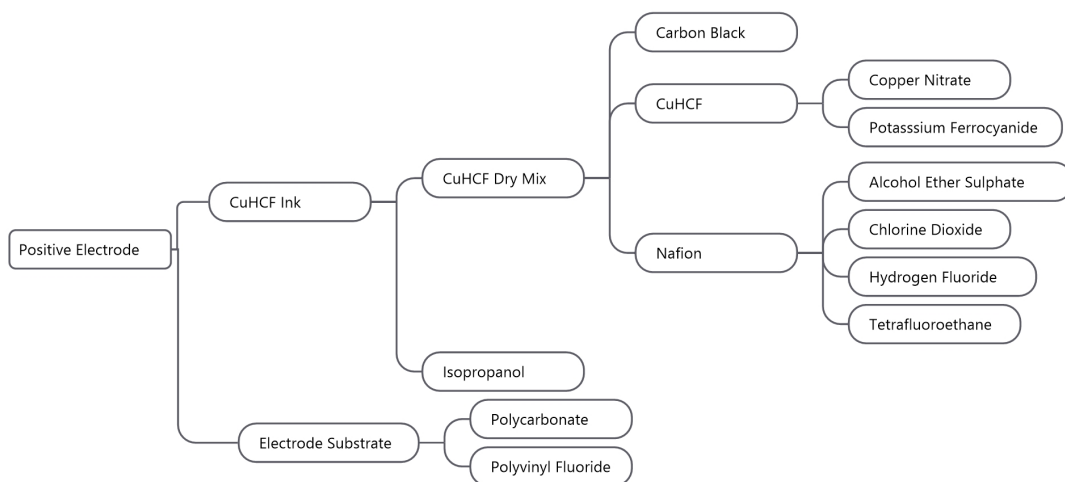 Carbon Black
Copper Nitrate
CuHCF
Potasssium Ferrocyanide
CuHCF Dry Mix
Alcohol Ether Sulphate
CuHCF Ink
Chlorine Dioxide
Positive Electrode
Nafion
Hydrogen Fluoride
Tetrafluoroethane
Isopropanol
Polycarbonate
Electrode Substrate
Polyvinyl Fluoride